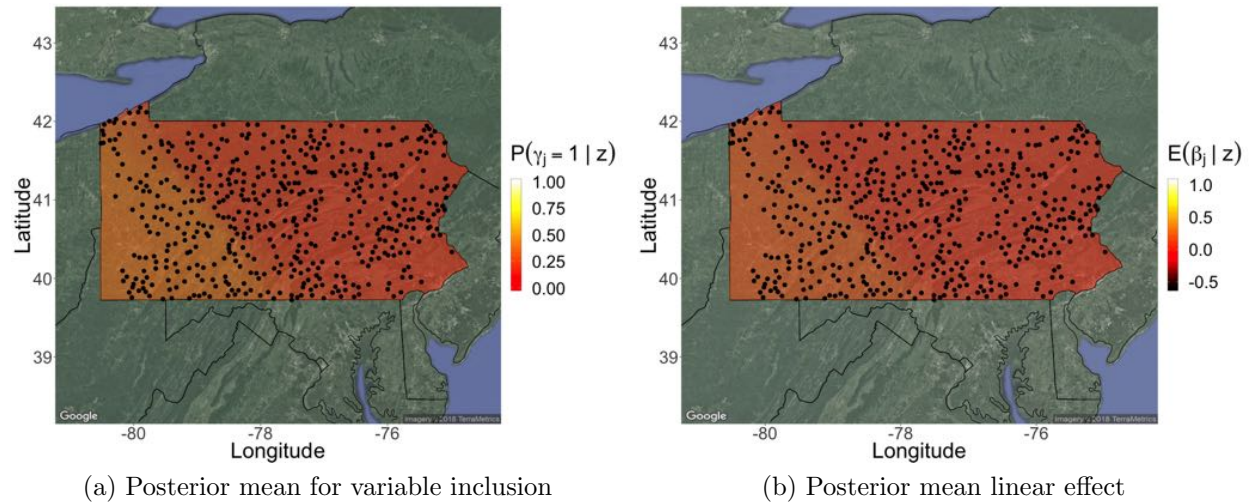 43
42
41
40
39
Latitude
-80
-78
-76
Longitude
P(γj = 1 | z)
1.00
0.75
0.50
0.25
0.00
Google
Imagery ©2018 TerraMetrics
(a) Posterior mean for variable inclusion
43
42
41
40
39
Latitude
-80
-78
-76
Longitude
E(βj | z)
1.0
0.5
0.0
-0.5
Google
Imagery ©2018 TerraMetrics
(b) Posterior mean linear effect